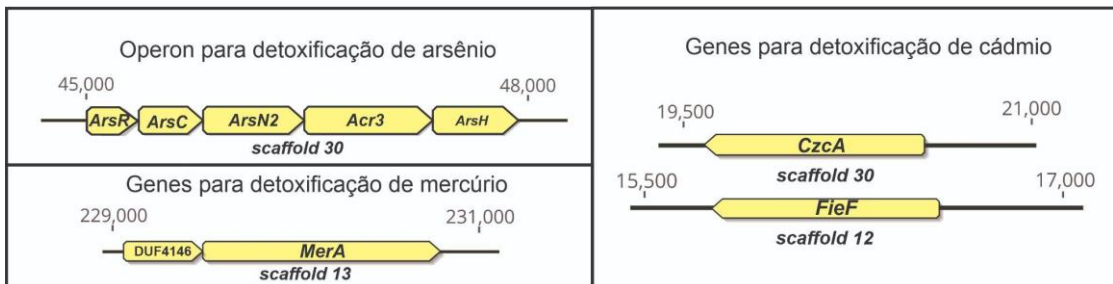 Operon para detoxificação de arsênio
45,000
48,000
ArsR ArsC ArsN2 Acr3 ArsH
scaffold 30
Genes para detoxificação de mercúrio
229,000
231,000
DUF4146 MerA
scaffold 13
Genes para detoxificação de cádmio
19,500
21,000
CzcA
scaffold 30
15,500
17,000
FieF
scaffold 12